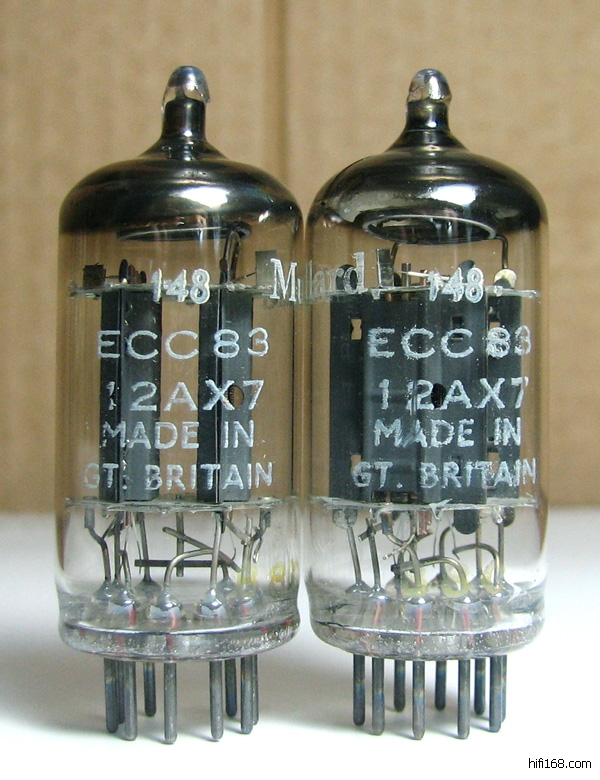 148
ECC83
12AX7
MADE IN
GT. BRITAIN
Mullard
148
ECC83
12AX7
MADE IN
GT. BRITAIN
hifi168.com